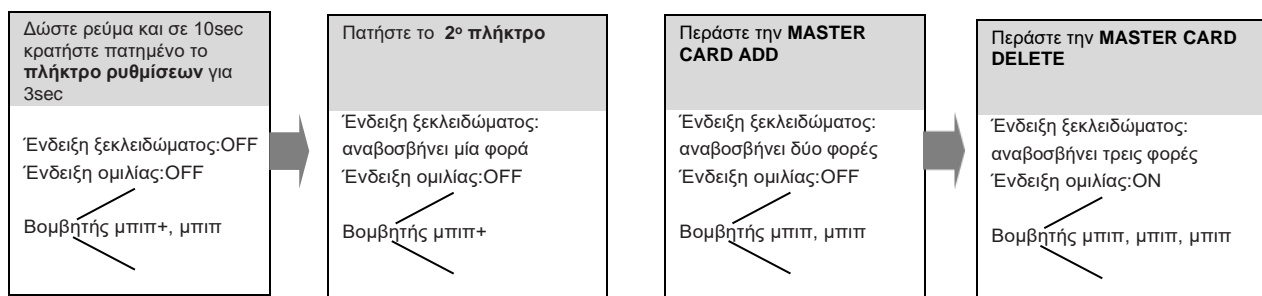 Δώστε ρεύμα και σε 10sec
κρατήστε πατημένο το
πλήκτρο ρυθμίσεων για
3sec
Ένδειξη ξεκλειδώματος:OFF
Ένδειξη ομιλίας:OFF
Βομβητής μπιπ+, μπιπ
Πατήστε το 2ο πλήκτρο
Ένδειξη ξεκλειδώματος:
αναβοσβήνει μία φορά
Ένδειξη ομιλίας:OFF
Βομβητής μπιπ+
Περάστε την MASTER
CARD ADD
Ένδειξη ξεκλειδώματος:
αναβοσβήνει δύο φορές
Ένδειξη ομιλίας:OFF
Βομβητής μπιπ, μπιπ
Περάστε την MASTER CARD
DELETE
Ένδειξη ξεκλειδώματος:
αναβοσβήνει τρεις φορές
Ένδειξη ομιλίας:ON
Βομβητής μπιπ, μπιπ, μπιπ